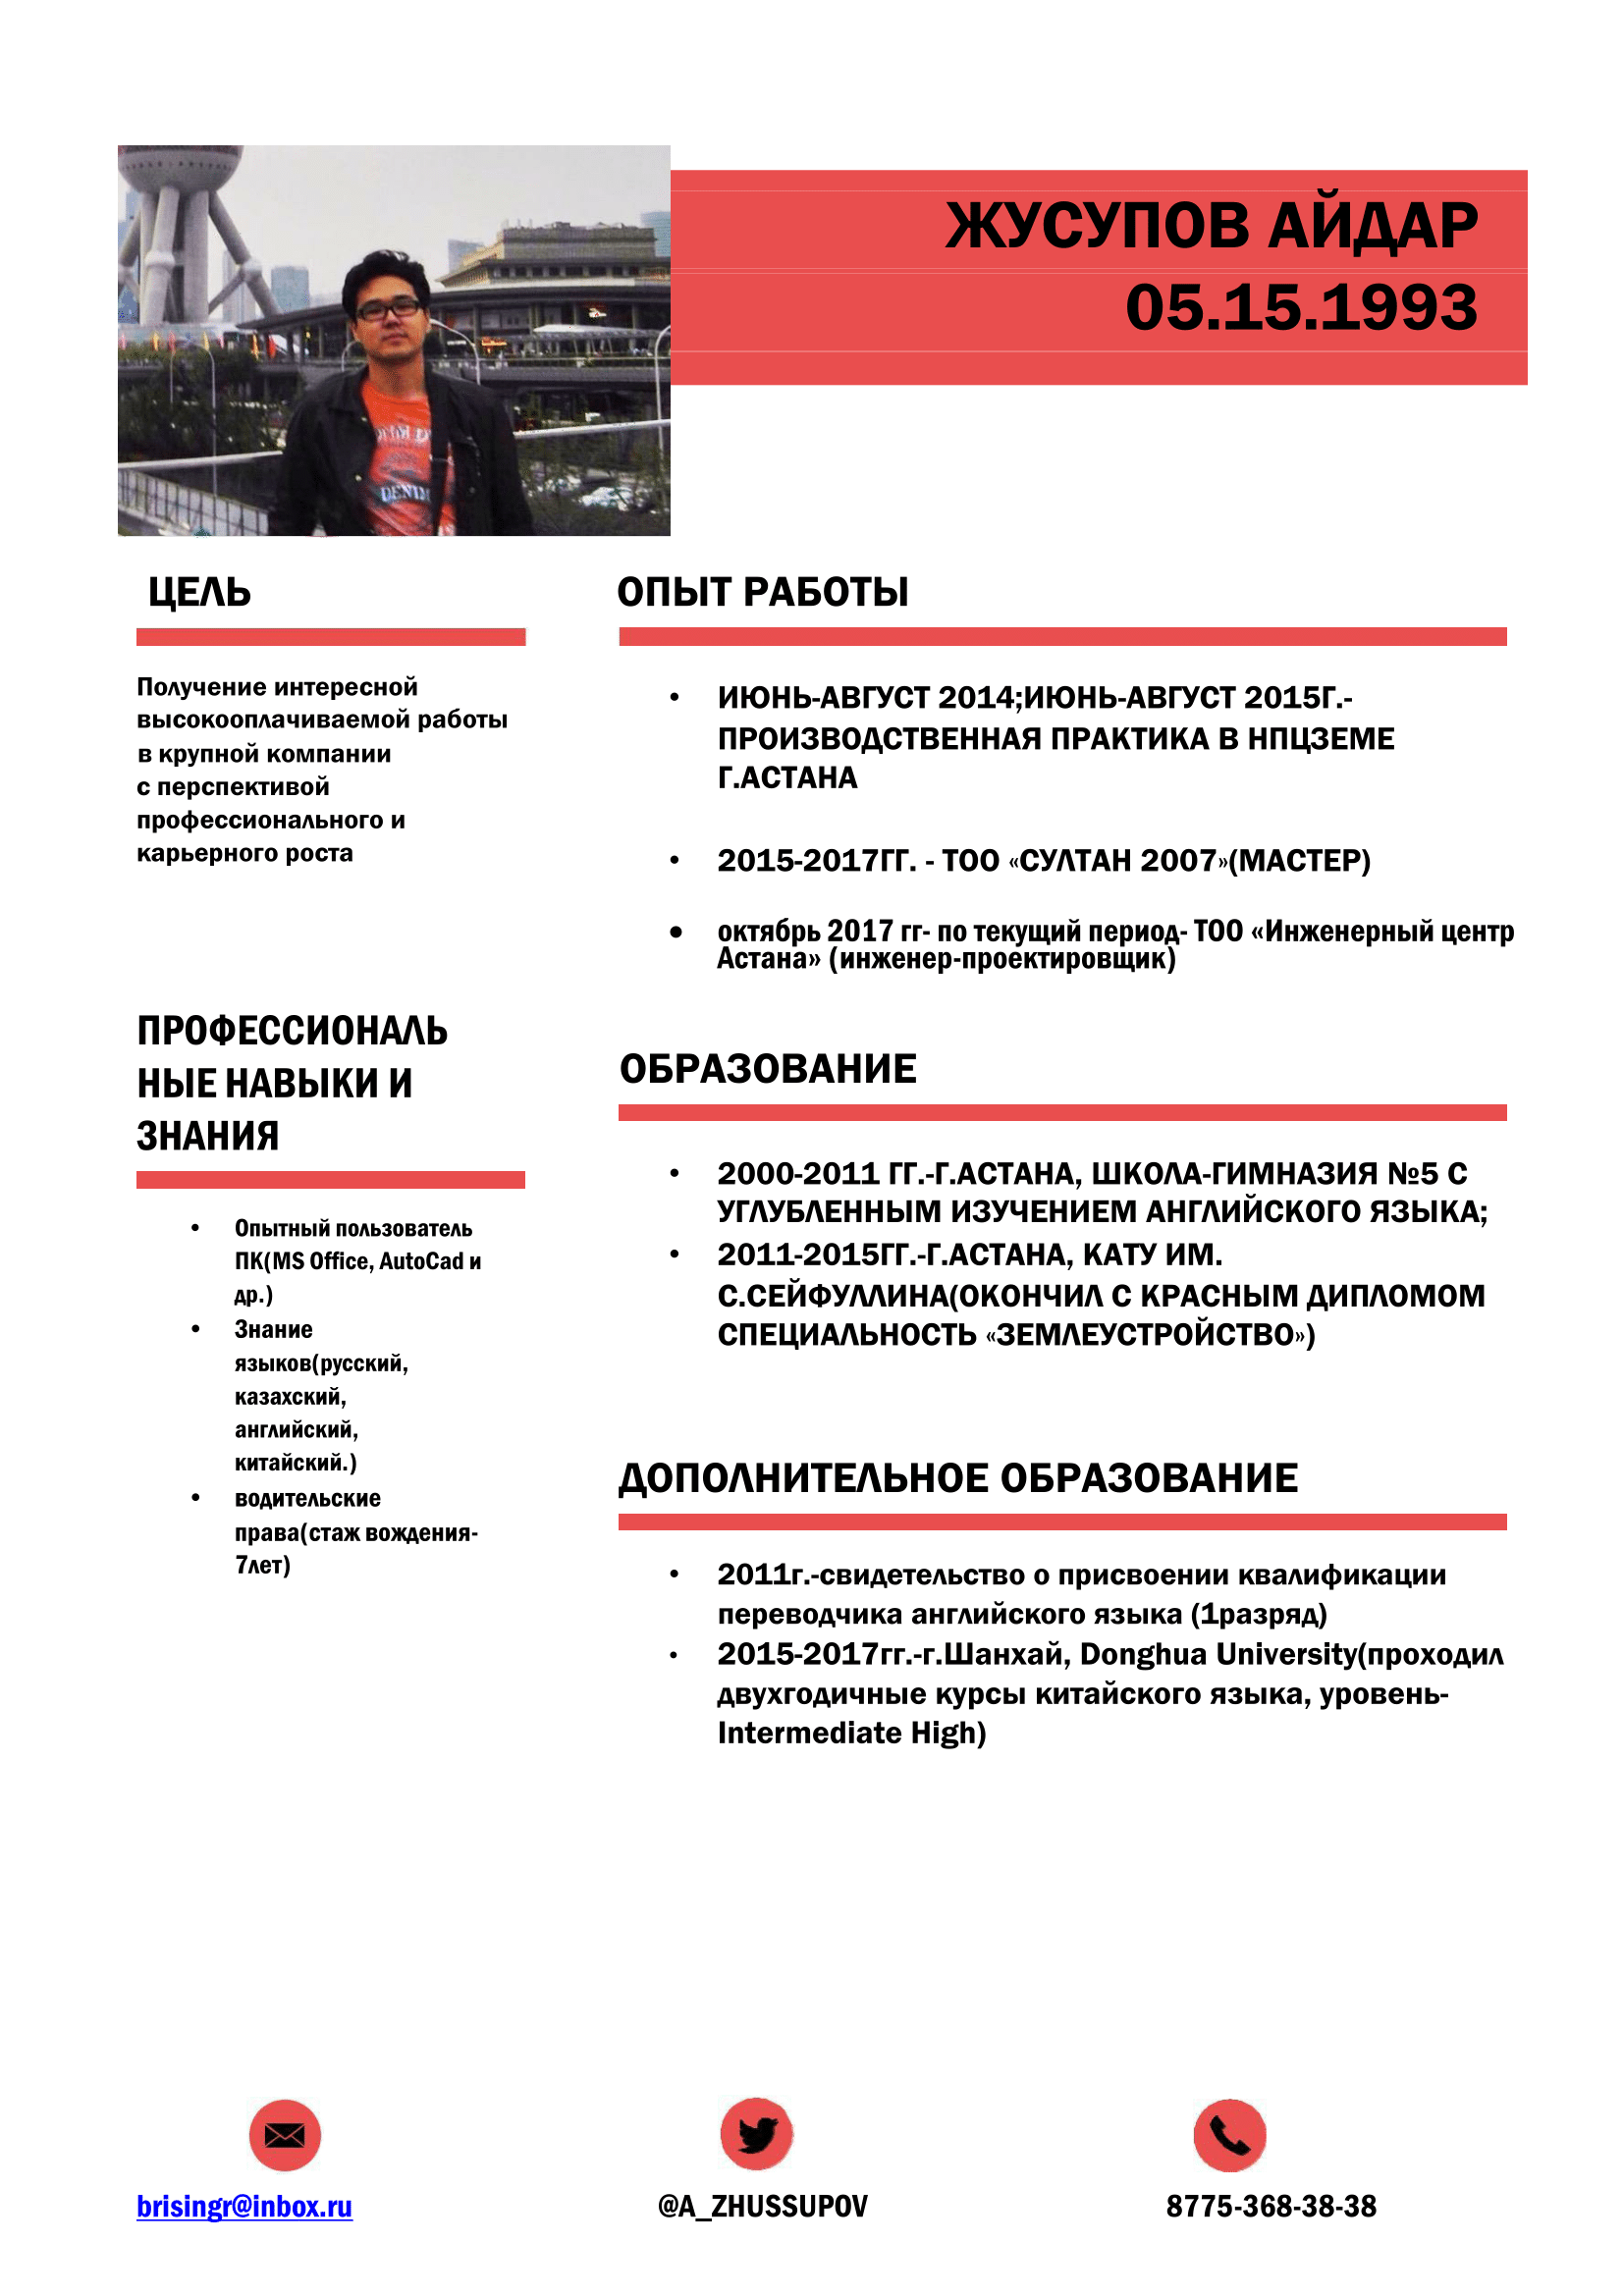 ЖУСУПОВ АЙДАР
05.15.1993
ЦЕЛЬ
Получение интересной
высокооплачиваемой работы
в крупной компании
с перспективой
профессионального и
карьерного роста
ПРОФЕССИОНАЛЬ
НЫЕ НАВЫКИ И
ЗНАНИЯ
• Опытный пользователь
ПК(MS Office, AutoCad и
др.)
• Знание
языков(русский,
казахский,
английский,
китайский.)
• водительские
права(стаж вождения-
7лет)
ОПЫТ РАБОТЫ
• ИЮНЬ-АВГУСТ 2014;ИЮНЬ-АВГУСТ 2015Г.-
ПРОИЗВОДСТВЕННАЯ ПРАКТИКА В НПЦЗЕМЕ
Г.АСТАНА
• 2015-2017ГГ. - ТОО «СУЛТАН 2007»(МАСТЕР)
• октябрь 2017 гг- по текущий период- ТОО «Инженерный центр
Астана» (инженер-проектировщик)
ОБРАЗОВАНИЕ
• 2000-2011 ГГ.-Г.АСТАНА, ШКОЛА-ГИМНАЗИЯ №5 С
УГЛУБЛЕННЫМ ИЗУЧЕНИЕМ АНГЛИЙСКОГО ЯЗЫКА;
• 2011-2015ГГ.-Г.АСТАНА, КАТУ ИМ.
С.СЕЙФУЛЛИНА(ОКОНЧИЛ С КРАСНЫМ ДИПЛОМОМ
СПЕЦИАЛЬНОСТЬ «ЗЕМЛЕУСТРОЙСТВО»)
ДОПОЛНИТЕЛЬНОЕ ОБРАЗОВАНИЕ
• 2011г.-свидетельство о присвоении квалификации
переводчика английского языка (1разряд)
• 2015-2017гг.-г.Шанхай, Donghua University(проходил
двухгодичные курсы китайского языка, уровень-
Intermediate High)
brisingr@inbox.ru
@A_ZHUSSUPOV
8775-368-38-38
DENIM